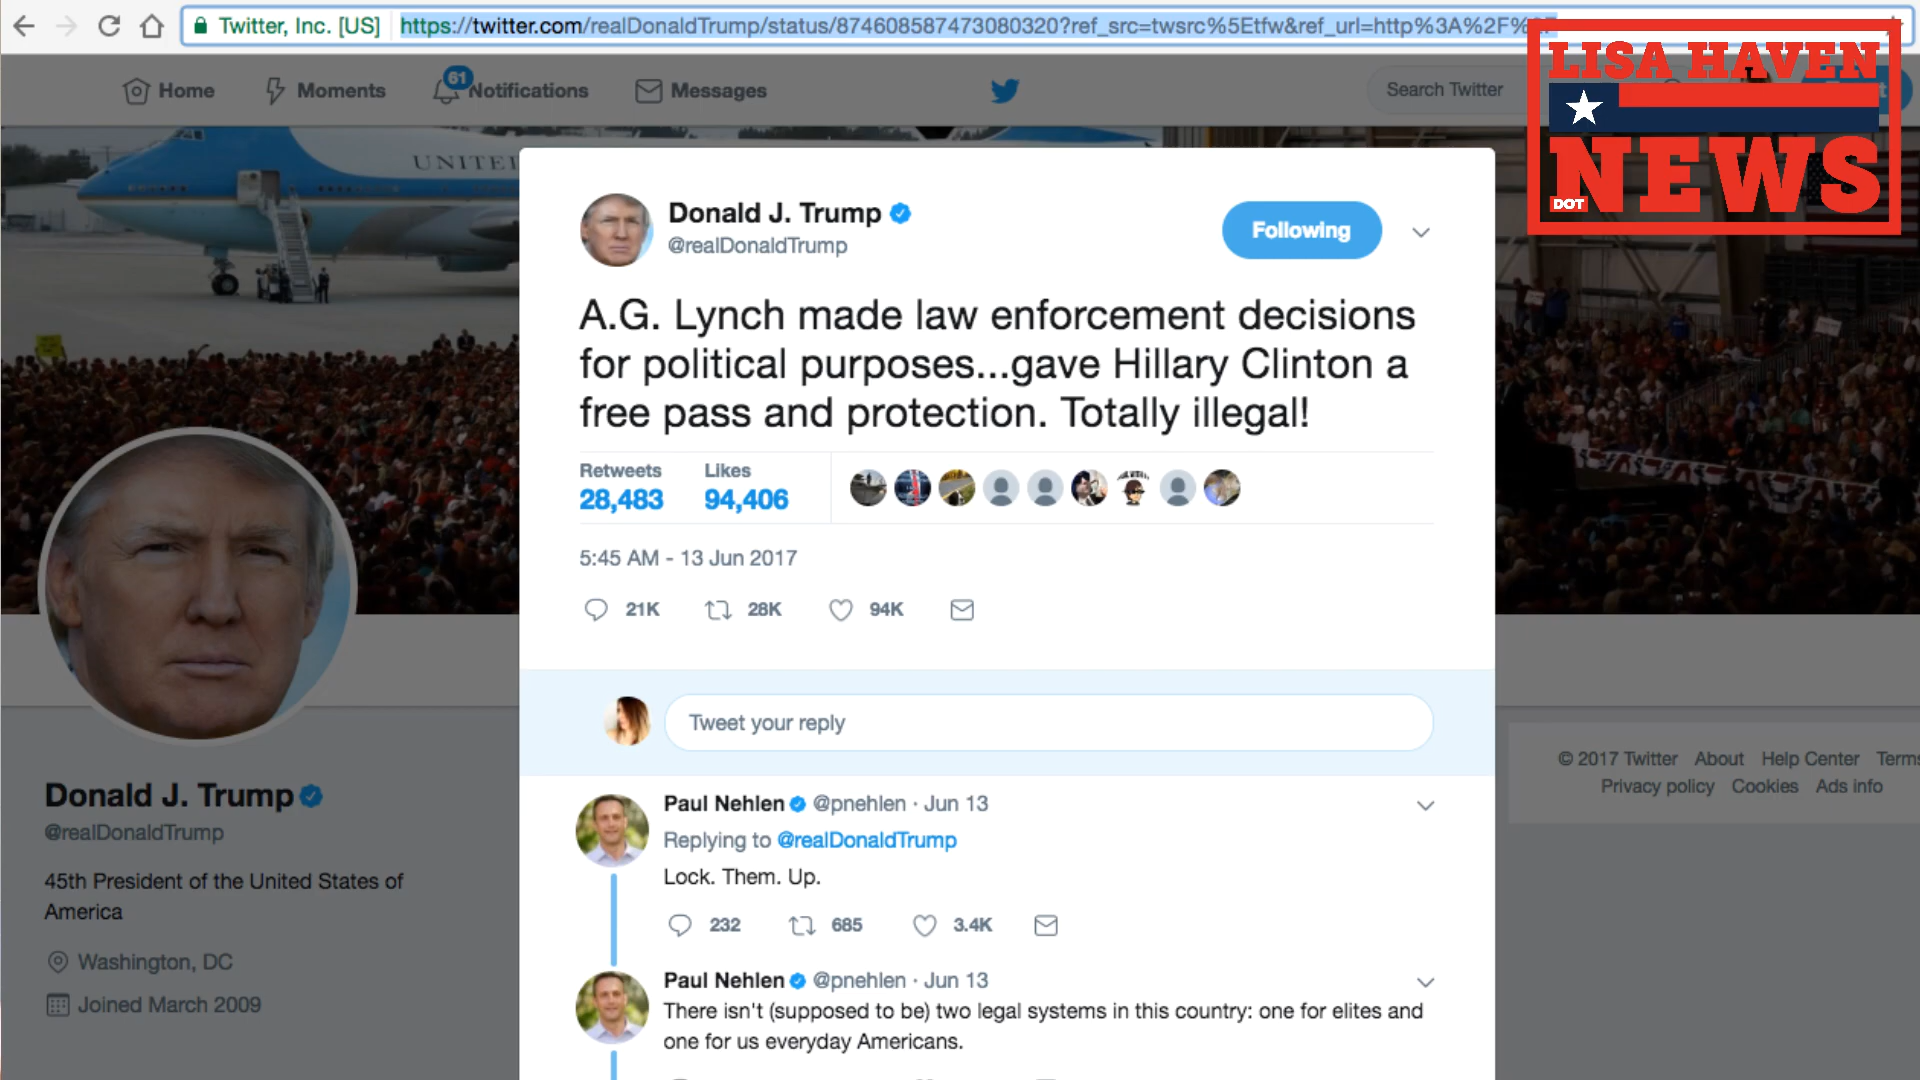 Twitter, Inc. [US] https://twitter.com/realDonaldTrump/status/874608587473080320?ref_src=twsrc%5Etfw&ref_url=http%3A%2F%2F
LISA HAVEN
DOT NEWS
Home Moments 61 Notifications Messages Search Twitter
UNITE
Donald J. Trump
@realDonaldTrump
Following
A.G. Lynch made law enforcement decisions
for political purposes...gave Hillary Clinton a
free pass and protection. Totally illegal!
Retweets Likes
28,483 94,406
5:45 AM - 13 Jun 2017
21K 28K 94K
Tweet your reply
Donald J. Trump
@realDonaldTrump
45th President of the United States of
America
Washington, DC
Joined March 2009
Paul Nehlen @pnehlen · Jun 13
Replying to @realDonaldTrump
Lock. Them. Up.
232 685 3.4K
Paul Nehlen @pnehlen · Jun 13
There isn't (supposed to be) two legal systems in this country: one for elites and
one for us everyday Americans.
© 2017 Twitter About Help Center Terms
Privacy policy Cookies Ads info